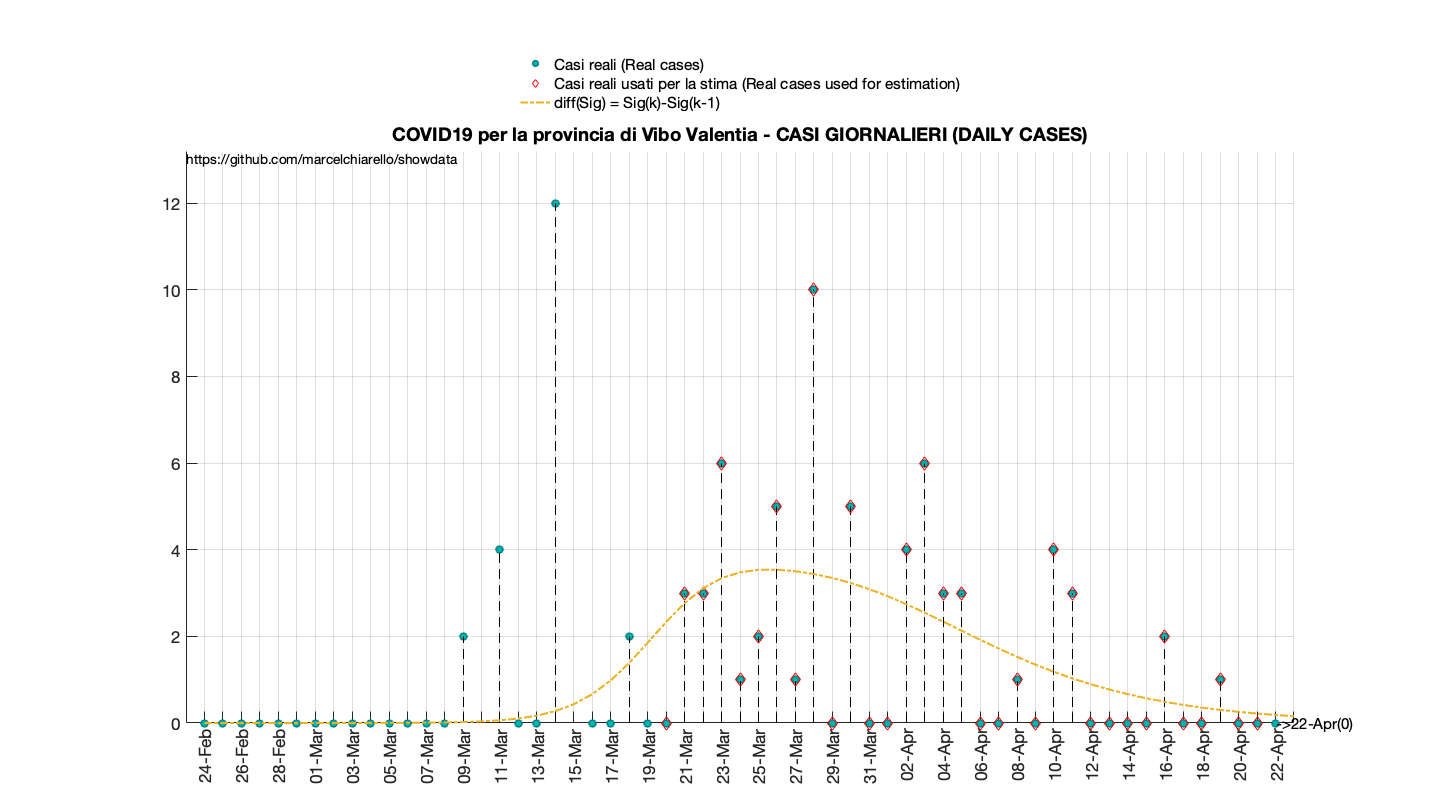 Casi reali (Real cases)
Casi reali usati per la stima (Real cases used for estimation)
diff(Sig) = Sig(k)-Sig(k-1)
COVID19 per la provincia di Vibo Valentia - CASI GIORNALIERI (DAILY CASES)
https://github.com/marcelchiarello/showdata
12
10
8
6
4
2
0
->22-Apr(0)
24-Feb
26-Feb
28-Feb
01-Mar
03-Mar
05-Mar
07-Mar
09-Mar
11-Mar
13-Mar
15-Mar
17-Mar
19-Mar
21-Mar
23-Mar
25-Mar
27-Mar
29-Mar
31-Mar
02-Apr
04-Apr
06-Apr
08-Apr
10-Apr
12-Apr
14-Apr
16-Apr
18-Apr
20-Apr
22-Apr